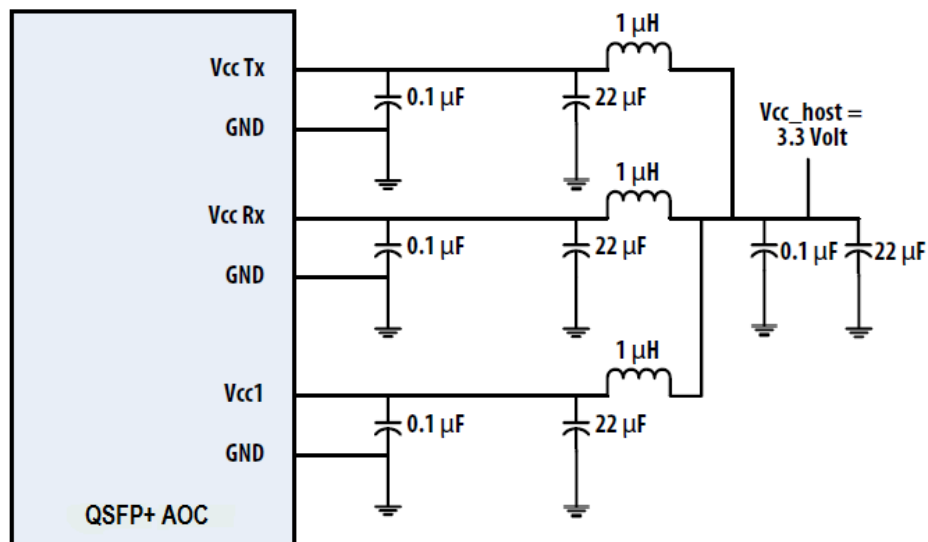 1 µH
Vcc Tx
0.1 µF
22 µF
GND
Vcc_host =
3.3 Volt
1 µH
Vcc Rx
0.1 µF
22 µF
0.1 µF
22 µF
GND
1 µH
Vcc1
0.1 µF
22 µF
GND
QSFP+ AOC